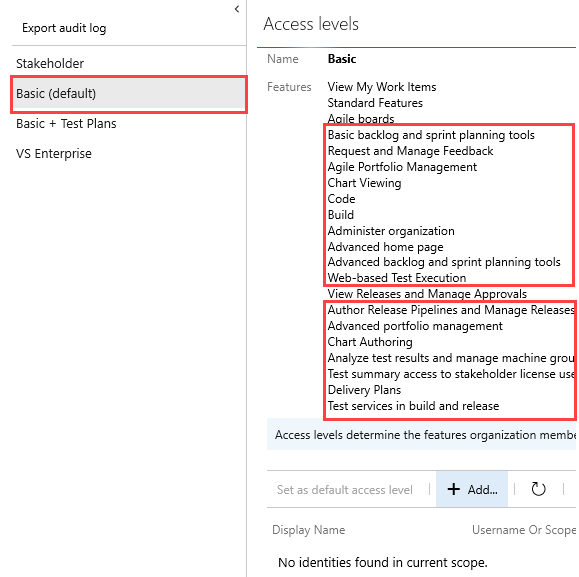 Export audit log
Stakeholder
Basic (default)
Basic + Test Plans
VS Enterprise
Access levels
Name Basic
Features View My Work Items
Standard Features
Agile boards
Basic backlog and sprint planning tools
Request and Manage Feedback
Agile Portfolio Management
Chart Viewing
Code
Build
Administer organization
Advanced home page
Advanced backlog and sprint planning tools
Web-based Test Execution
View Releases and Manage Approvals
Author Release Pipelines and Manage Releases
Advanced portfolio management
Chart Authoring
Analyze test results and manage machine grou
Test summary access to stakeholder license use
Delivery Plans
Test services in build and release
Access levels determine the features organization membe
Set as default access level + Add...
Display Name Username Or Scope
No identities found in current scope.